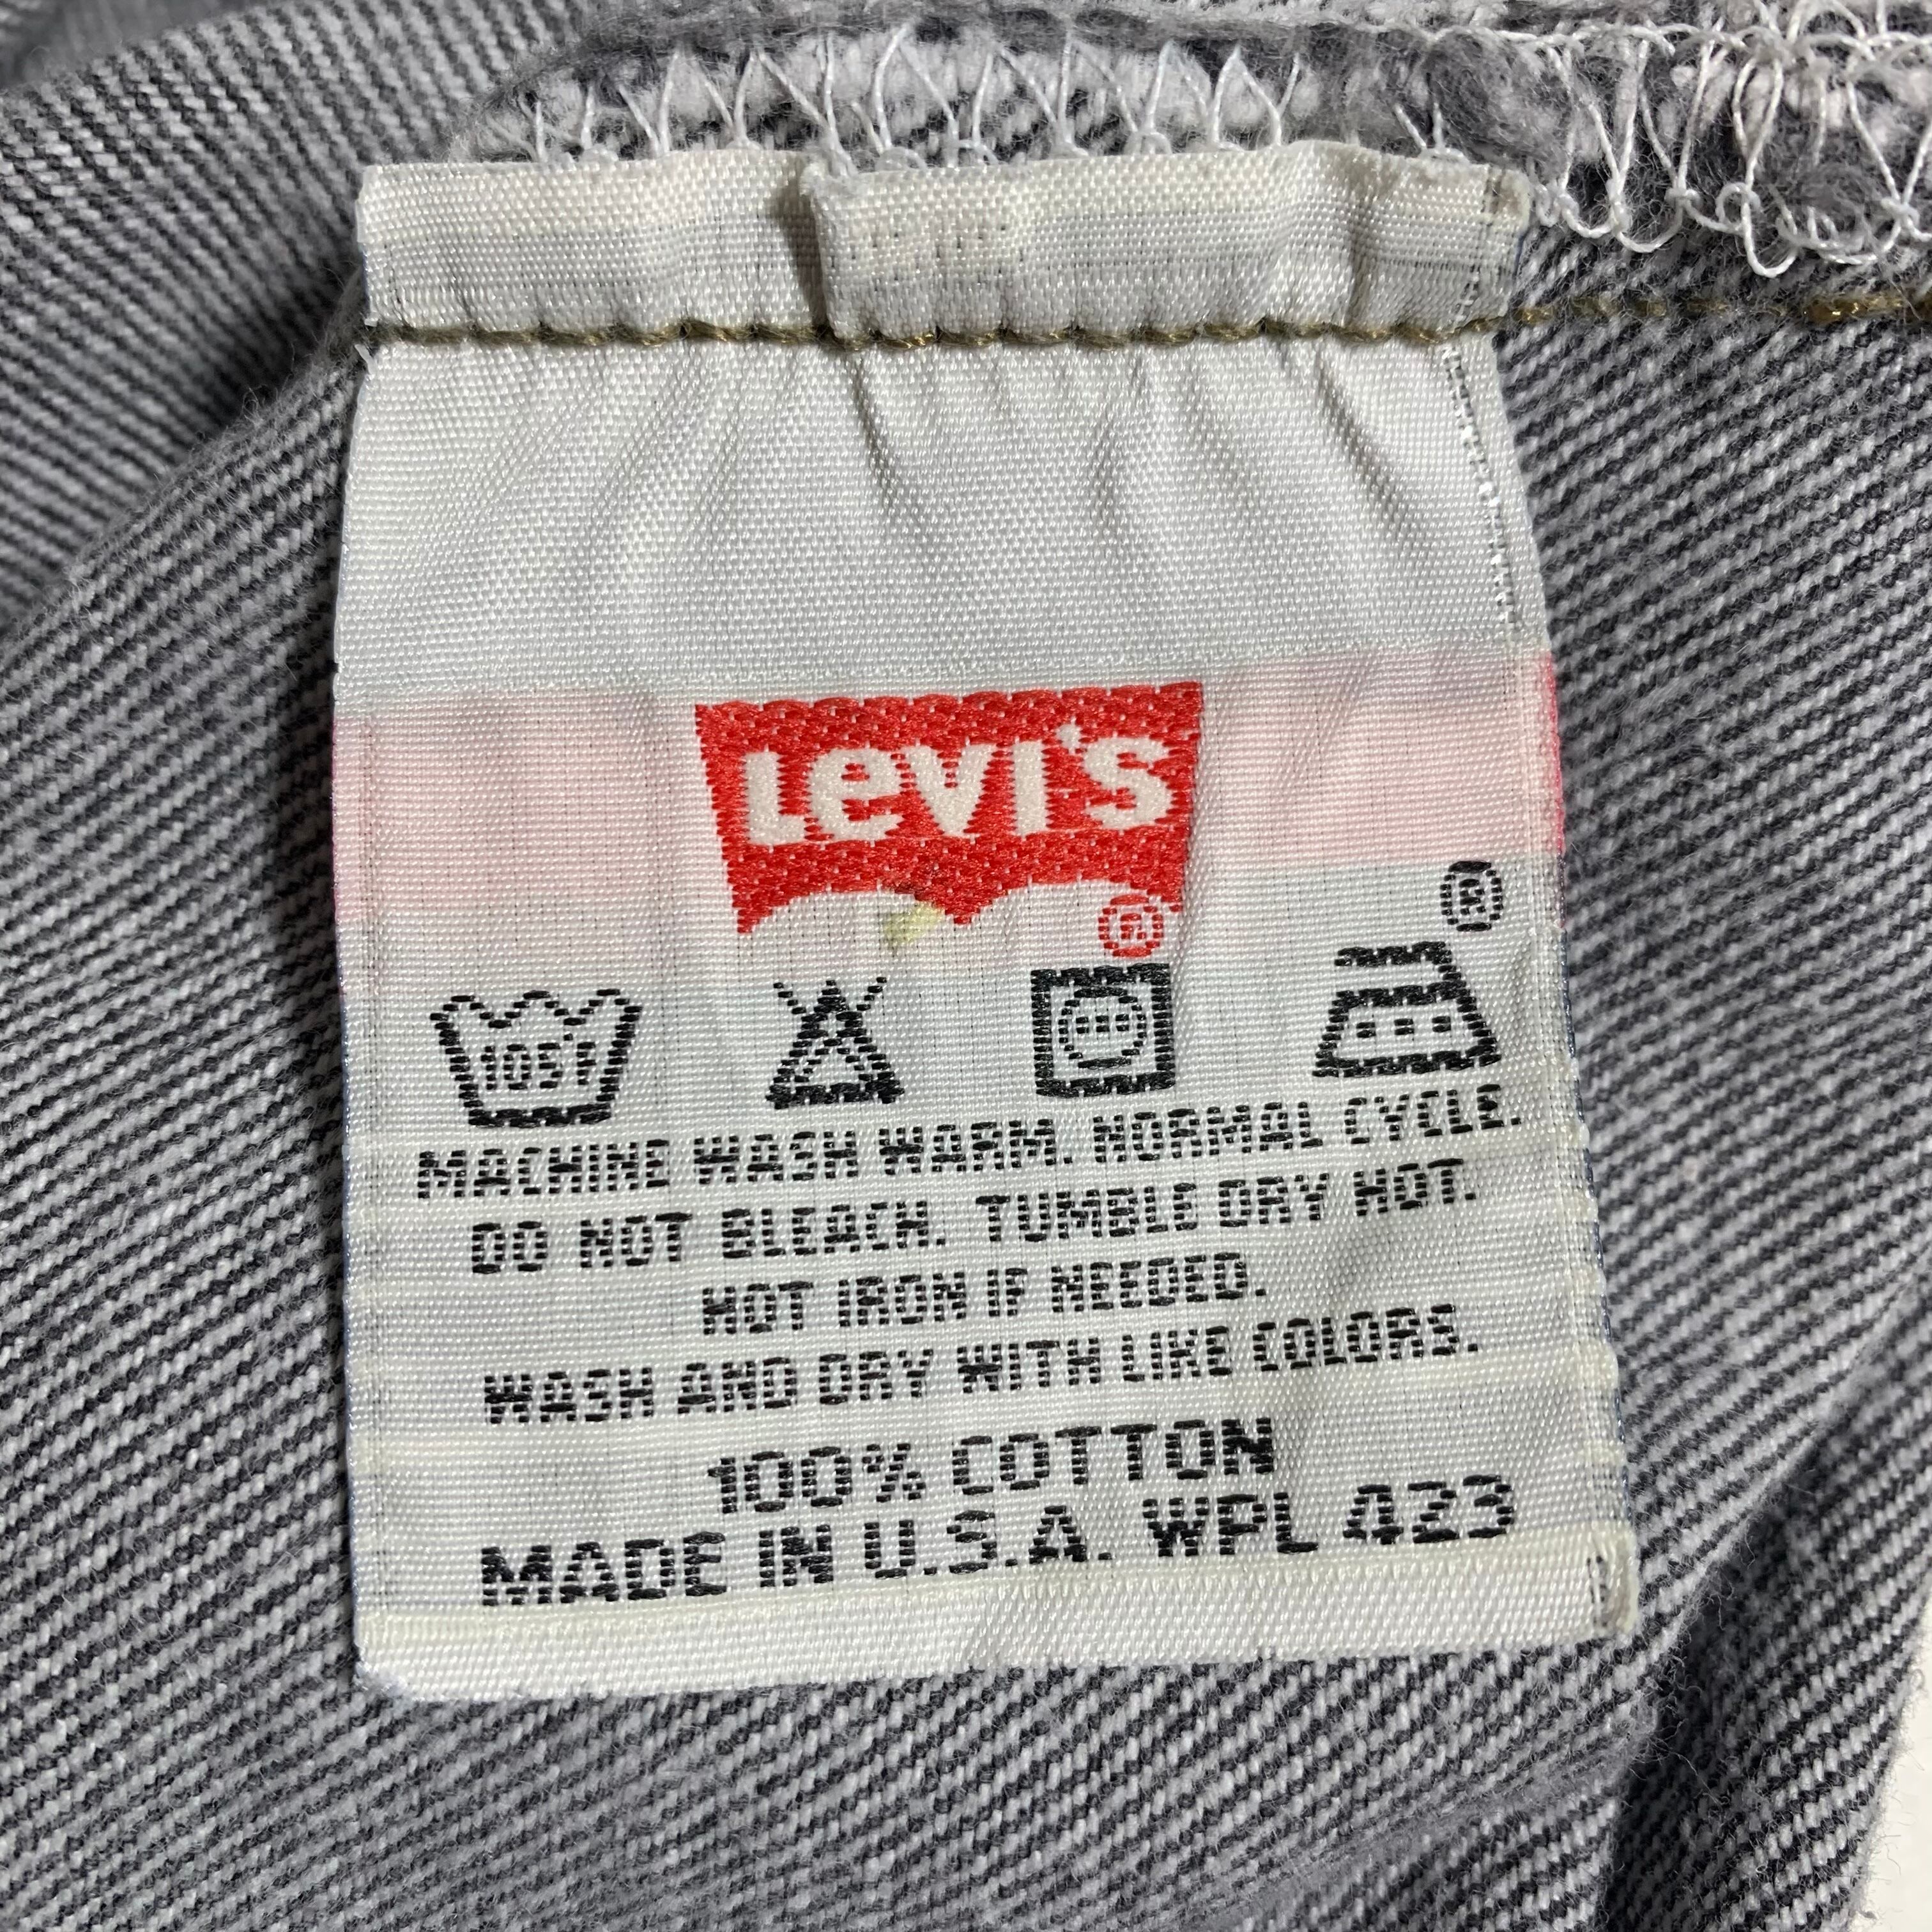 Levi's
®
®
105°F
MACHINE WASH WARM. NORMAL CYCLE.
DO NOT BLEACH. TUMBLE DRY HOT.
HOT IRON IF NEEDED.
WASH AND DRY WITH LIKE COLORS.
100% COTTON
MADE IN U.S.A. WPL 423